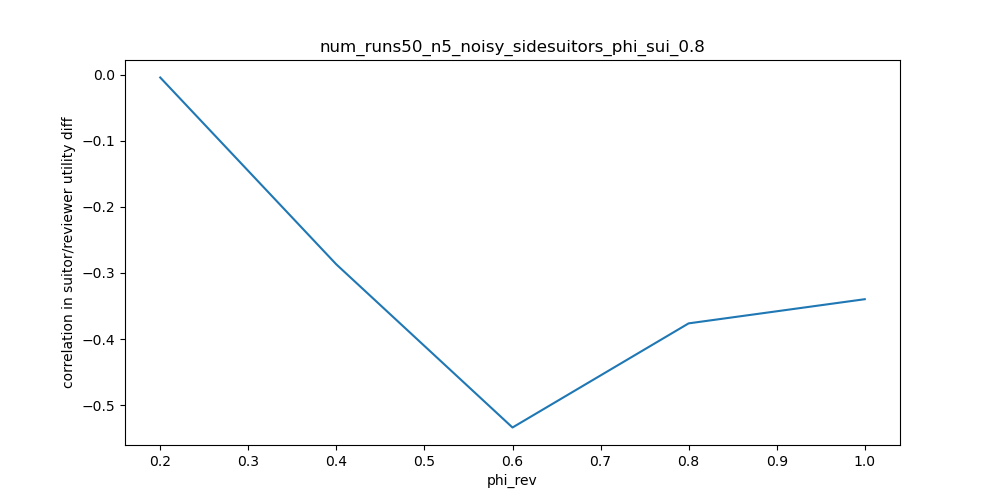 num_runs50_n5_noisy_sidesuitors_phi_sui_0.8
correlation in suitor/reviewer utility diff
0.0
−0.1
−0.2
−0.3
−0.4
−0.5
0.2 0.3 0.4 0.5 0.6 0.7 0.8 0.9 1.0
phi_rev